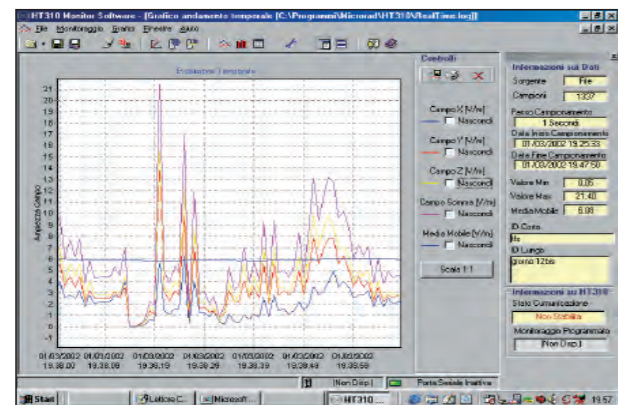 HT310 Monitor Software - [Grafico andamento temporale [C:\Programmi\Microrad\HT310\RealTime.log]]
File Monitoraggio Grafici Finestre Aiuto
Evoluzione Temporale
Ampiezza Campo
21
20
19
18
17
16
15
14
13
12
11
10
9
8
7
6
5
4
3
2
1
0
-1
01/03/2002 01/03/2002 01/03/2002 01/03/2002 01/03/2002 01/03/2002 01/03/2002
19.38.00 19.38.09 19.38.19 19.38.29 19.38.39 19.38.49 19.38.59
Controlli
Campo X [V/m]
Nascondi
Campo Y [V/m]
Nascondi
Campo Z [V/m]
Nascondi
Campo Somma [V/m]
Nascondi
Media Mobile [V/m]
Nascondi
Scala 1:1
Informazioni sui Dati
Sorgente File
Campioni 1337
Passo Campionamento
1 Secondi
Data Inizio Campionamento
01/03/2002 19.25.33
Data Fine Campionamento
01/03/2002 19.47.50
Valore Min 0,05
Valore Max 21,40
Media Mobile
ID Corto
ID Lungo
giorno 12bis
Informazioni su HT310
Stato Comunicazione
Non Stabilita
Monitoraggio Programmato
[Non Disp.]
[Non Disp.] Porta Seriale Inattiva
Start Lettore C... [Microsoft ... HT310 ... 19.57